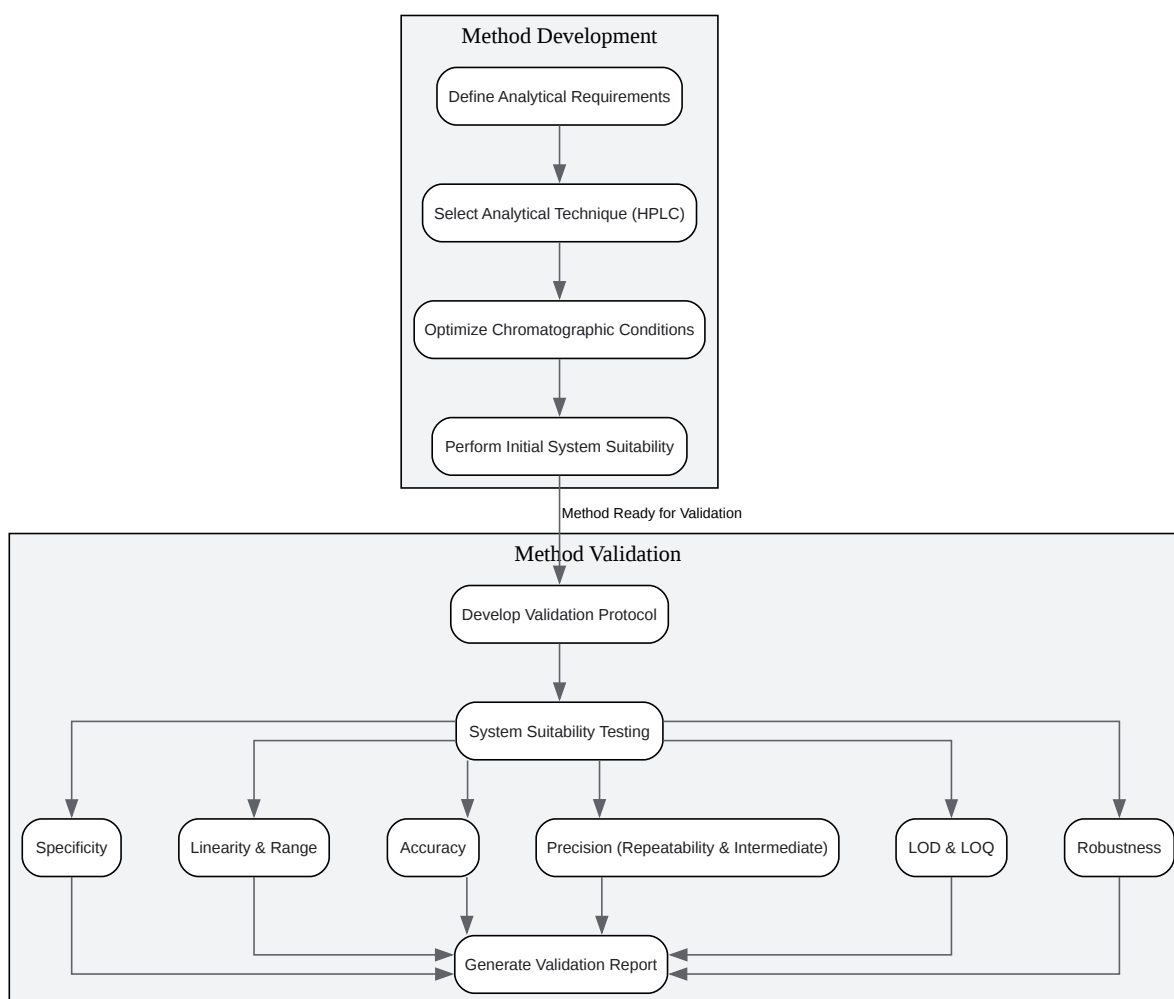 Method Development
Define Analytical Requirements
Select Analytical Technique (HPLC)
Optimize Chromatographic Conditions
Perform Initial System Suitability
Method Ready for Validation
Method Validation
Develop Validation Protocol
System Suitability Testing
Specificity
Linearity & Range
Accuracy
Precision (Repeatability & Intermediate)
LOD & LOQ
Robustness
Generate Validation Report